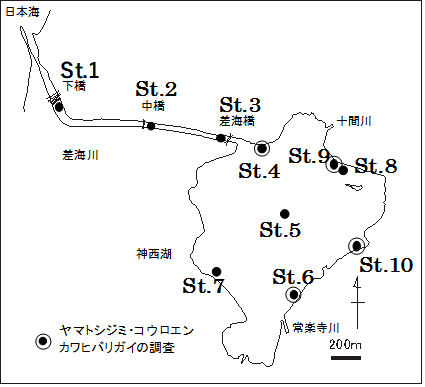 日本海
St.1
下橋
St.2
中橋
St.3
差海橋
十間川
St.9
St.8
St.4
差海川
St.5
神西湖
St.10
St.7
St.6
常楽寺川
200m
ヤマトシジミ・コウロエン
カワヒバリガイの調査